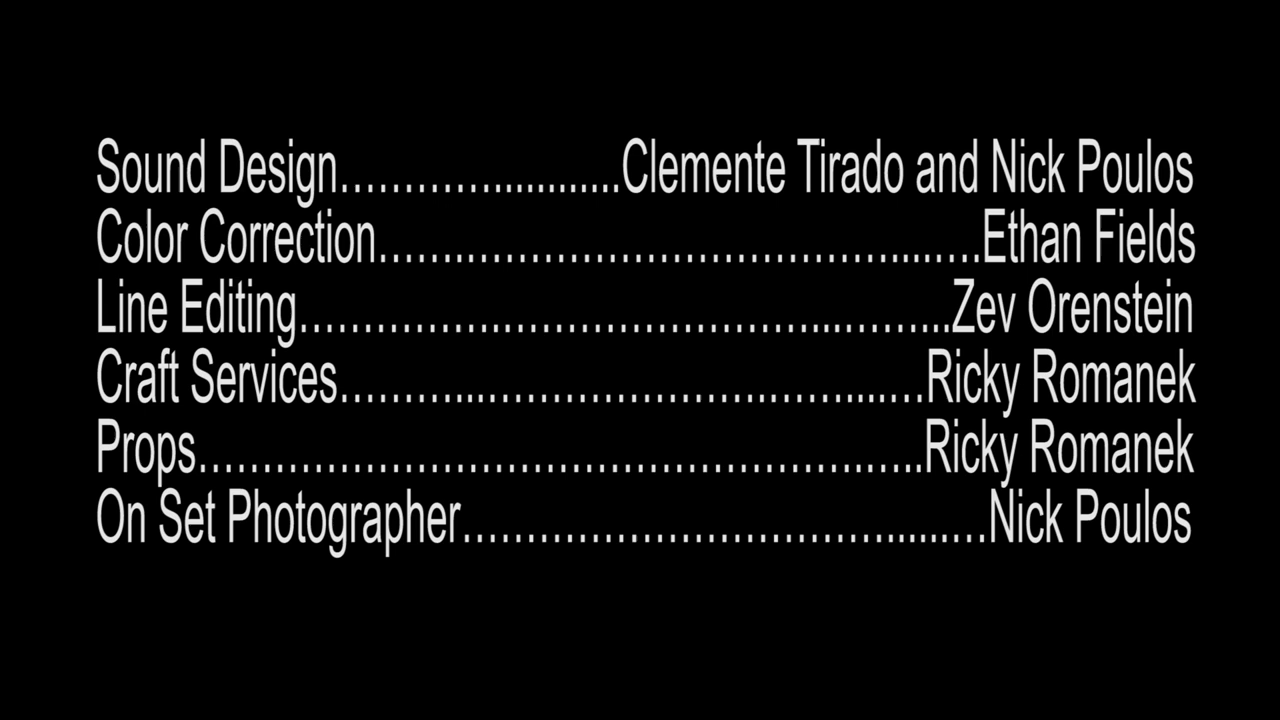 Sound Design…………...........Clemente Tirado and Nick Poulos
Color Correction…….……………………………....….Ethan Fields
Line Editing……………..……………………...……...Zev Orenstein
Craft Services………...………………….……....…Ricky Romanek
Props…………………………………………….….Ricky Romanek
On Set Photographer……………………………......…Nick Poulos